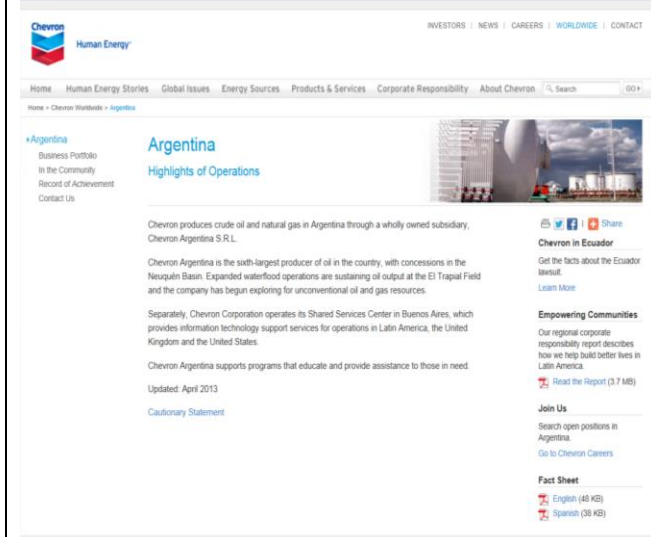 Chevron
Human Energy·
INVESTORS | NEWS | CAREERS | WORLDWIDE | CONTACT
Home Human Energy Stories Global Issues Energy Sources Products & Services Corporate Responsibility About Chevron Search GO
Home > Chevron Worldwide > Argentina
Argentina
Business Portfolio
In the Community
Record of Achievement
Contact Us
Argentina
Highlights of Operations
Chevron produces crude oil and natural gas in Argentina through a wholly owned subsidiary,
Chevron Argentina S.R.L.
Chevron Argentina is the sixth-largest producer of oil in the country, with concessions in the
Neuquén Basin. Expanded waterflood operations are sustaining oil output at the El Trapial Field
and the company has begun exploring for unconventional oil and gas resources.
Separately, Chevron Corporation operates its Shared Services Center in Buenos Aires, which
provides information technology support services for operations in Latin America, the United
Kingdom and the United States.
Chevron Argentina supports programs that educate and provide assistance to those in need.
Updated: April 2013
Cautionary Statement
| Share
Chevron in Ecuador
Get the facts about the Ecuador
lawsuit.
Learn More
Empowering Communities
Our regional corporate
responsibility report describes
how we help build better lives in
Latin America.
Read the Report (3.7 MB)
Join Us
Search open positions in
Argentina.
Go to Chevron Careers
Fact Sheet
English (48 KB)
Spanish (38 KB)